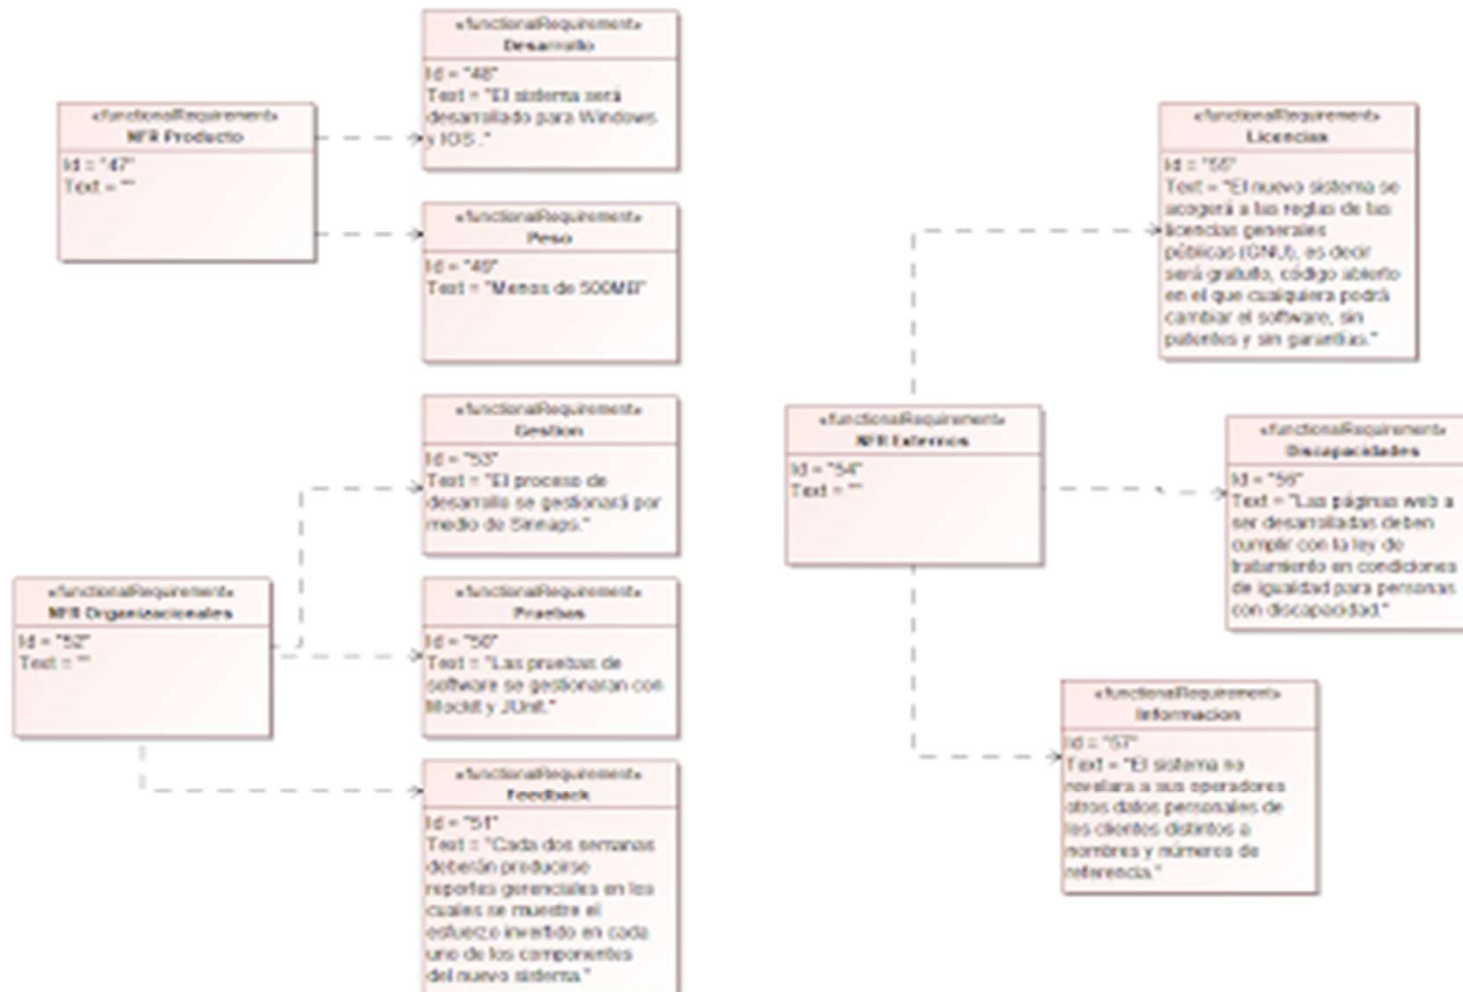 «functionalRequirement»
NFR Producto
Id = "47"
Text = ""
«functionalRequirement»
Desarrollo
Id = "48"
Text = "El sistema será
desarrollado para Windows
y IOS."
«functionalRequirement»
Peso
Id = "49"
Text = "Menos de 500MB"
«functionalRequirement»
NFR Organizacionales
Id = "52"
Text = ""
«functionalRequirement»
Gestion
Id = "53"
Text = "El proceso de
desarrollo se gestionará por
medio de Sinnaps."
«functionalRequirement»
Pruebas
Id = "50"
Text = "Las pruebas de
software se gestionaran con
Mockit y JUnit."
«functionalRequirement»
Feedback
Id = "51"
Text = "Cada dos semanas
deberán producirse
reportes gerenciales en los
cuales se muestre el
esfuerzo invertido en cada
uno de los componentes
del nuevo sistema."
«functionalRequirement»
NFR Externos
Id = "54"
Text = ""
«functionalRequirement»
Licencias
Id = "55"
Text = "El nuevo sistema se
acogerá a las reglas de las
licencias generales
públicas (GNU), es decir
será gratuito, código abierto
en el que cualquiera podrá
cambiar el software, sin
patentes y sin garantías."
«functionalRequirement»
Discapacidades
Id = "56"
Text = "Las páginas web a
ser desarrolladas deben
cumplir con la ley de
tratamiento en condiciones
de igualdad para personas
con discapacidad."
«functionalRequirement»
Informacion
Id = "57"
Text = "El sistema no
revelara a sus operadores
otros datos personales de
los clientes distintos a
nombres y números de
referencia."